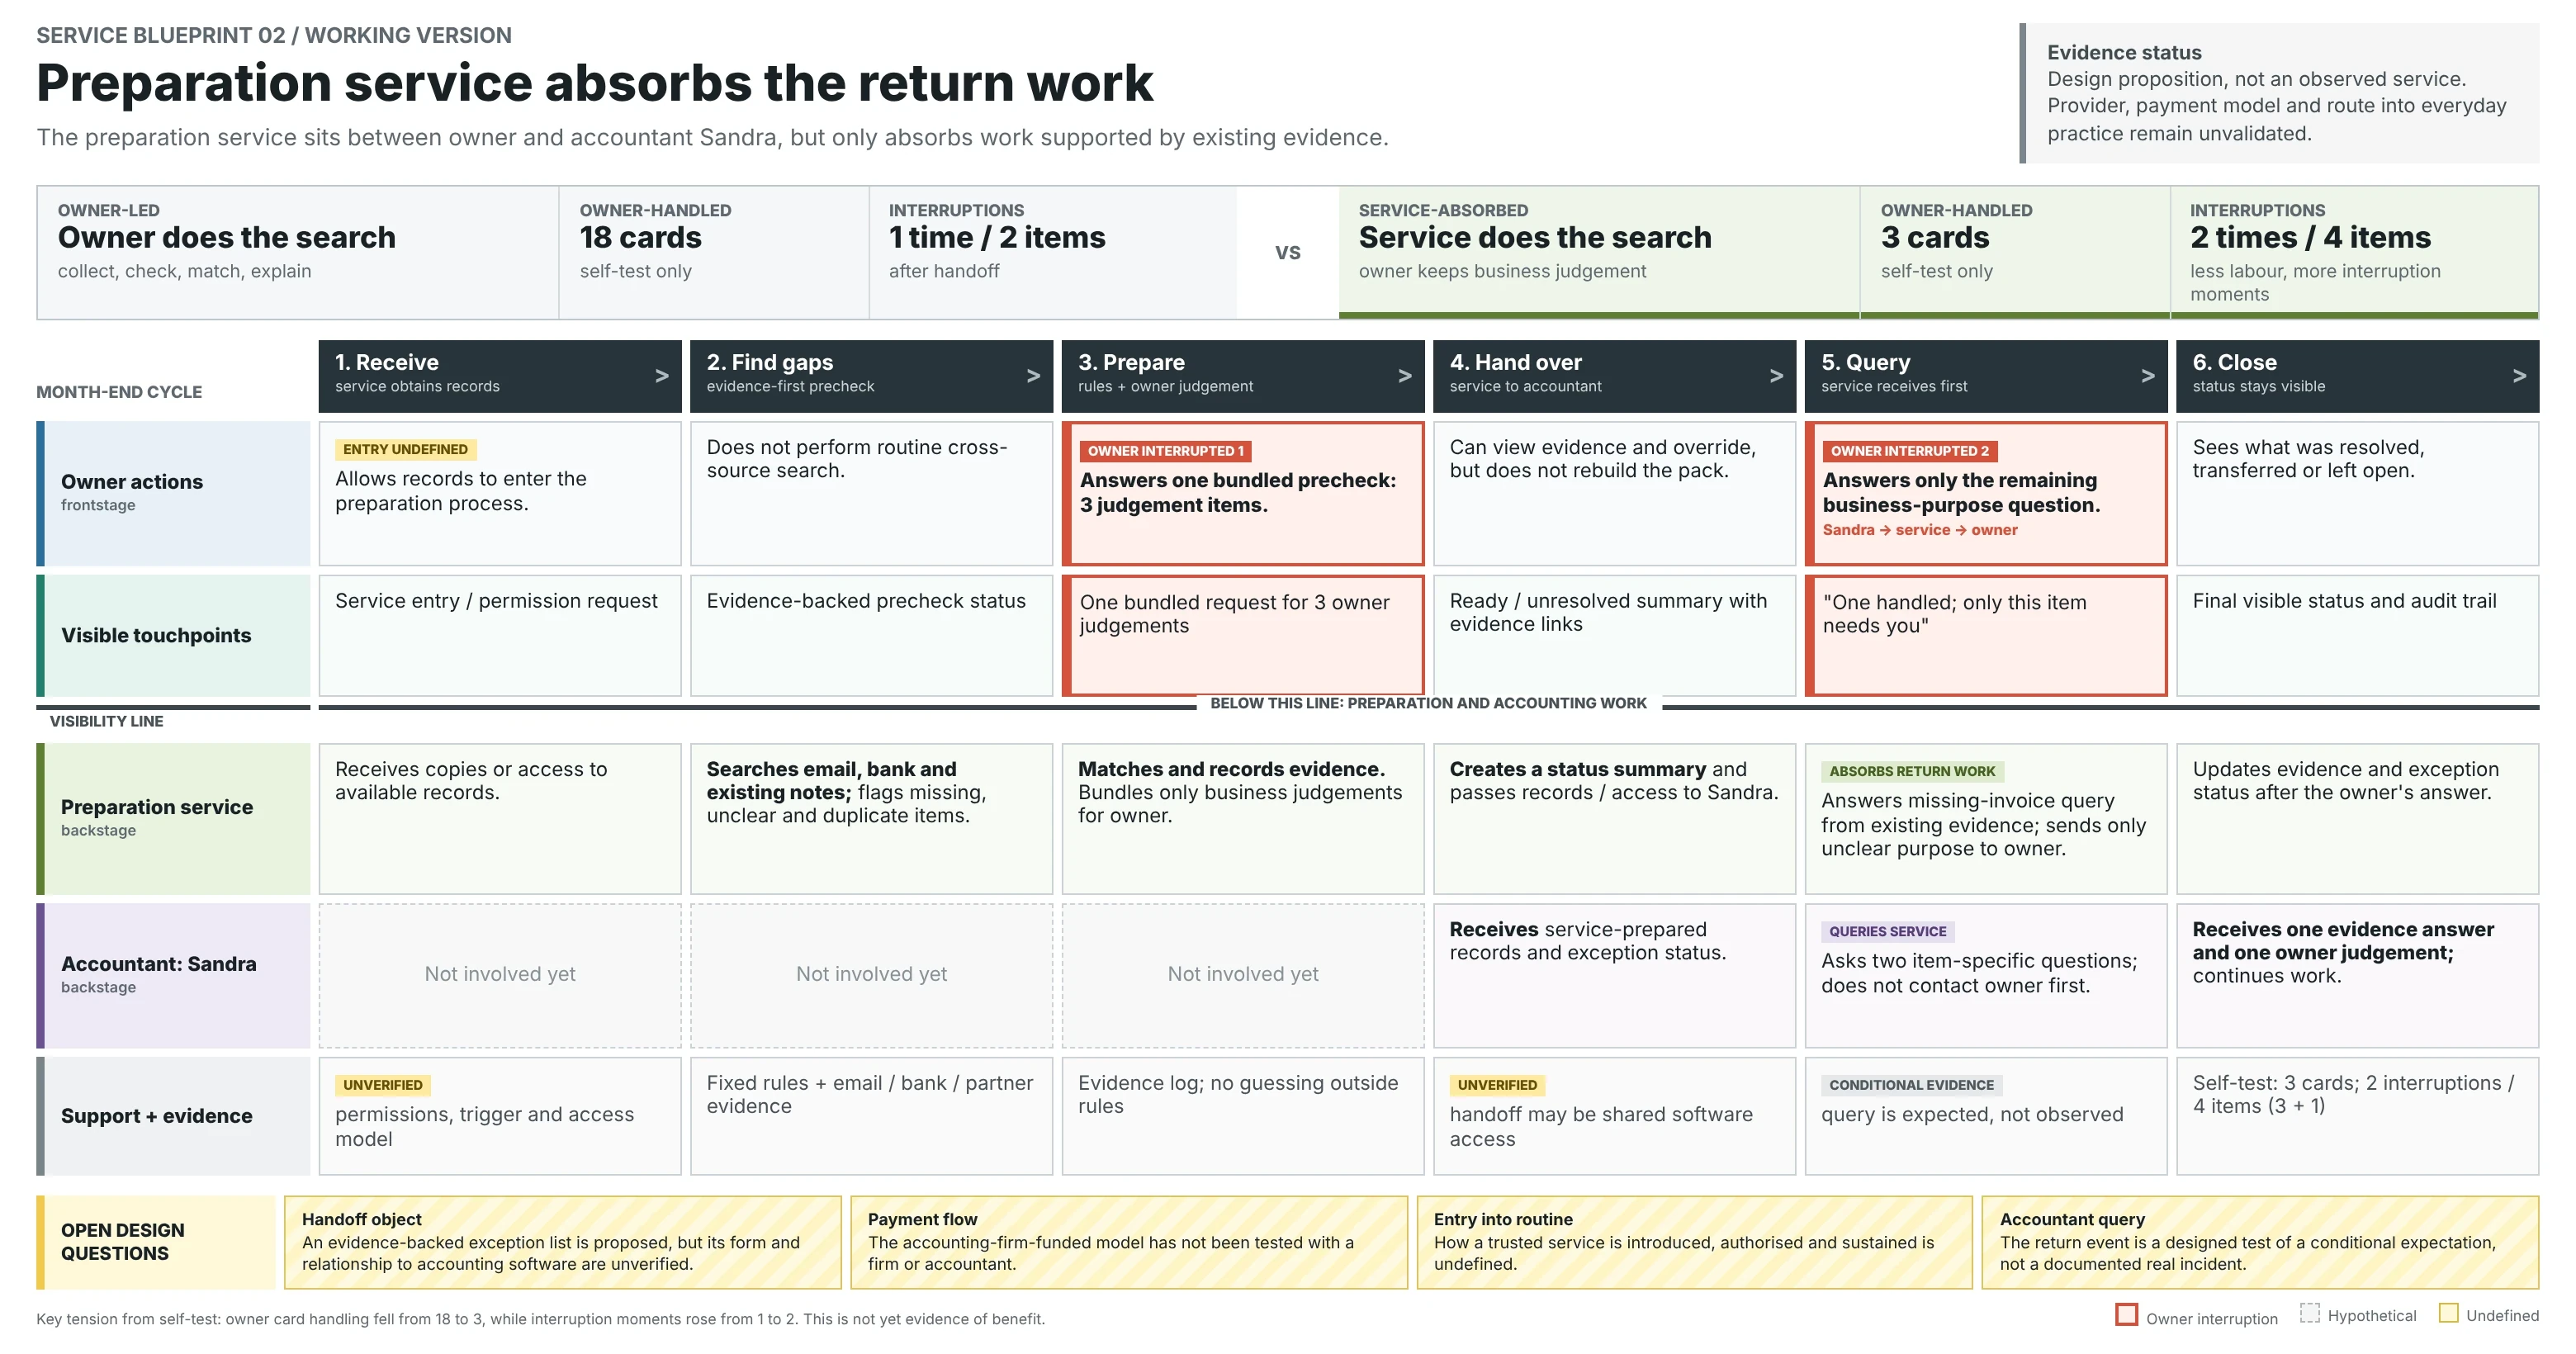 SERVICE BLUEPRINT 02 / WORKING VERSION
Preparation service absorbs the return work
The preparation service sits between owner and accountant Sandra, but only absorbs work supported by existing evidence.
Evidence status
Design proposition, not an observed service.
Provider, payment model and route into everyday
practice remain unvalidated.
OWNER-LED
Owner does the search
collect, check, match, explain
OWNER-HANDLED
18 cards
self-test only
INTERRUPTIONS
1 time / 2 items
after handoff
VS
SERVICE-ABSORBED
Service does the search
owner keeps business judgement
OWNER-HANDLED
3 cards
self-test only
INTERRUPTIONS
2 times / 4 items
less labour, more interruption
moments
MONTH-END CYCLE
1. Receive
service obtains records
>
2. Find gaps
evidence-first precheck
>
3. Prepare
rules + owner judgement
>
4. Hand over
service to accountant
>
5. Query
service receives first
>
6. Close
status stays visible
>
Owner actions
frontstage
ENTRY UNDEFINED
Allows records to enter the
preparation process.
Does not perform routine cross-
source search.
OWNER INTERRUPTED 1
Answers one bundled precheck:
3 judgement items.
Can view evidence and override,
but does not rebuild the pack.
OWNER INTERRUPTED 2
Answers only the remaining
business-purpose question.
Sandra → service → owner
Sees what was resolved,
transferred or left open.
Visible touchpoints
Service entry / permission request
Evidence-backed precheck status
One bundled request for 3 owner
judgements
Ready / unresolved summary with
evidence links
"One handled; only this item
needs you"
Final visible status and audit trail
VISIBILITY LINE
BELOW THIS LINE: PREPARATION AND ACCOUNTING WORK
Preparation service
backstage
Receives copies or access to
available records.
Searches email, bank and
existing notes; flags missing,
unclear and duplicate items.
Matches and records evidence.
Bundles only business judgements
for owner.
Creates a status summary and
passes records / access to Sandra.
ABSORBS RETURN WORK
Answers missing-invoice query
from existing evidence; sends only
unclear purpose to owner.
Updates evidence and exception
status after the owner's answer.
Accountant: Sandra
backstage
Not involved yet
Not involved yet
Not involved yet
Receives service-prepared
records and exception status.
QUERIES SERVICE
Asks two item-specific questions;
does not contact owner first.
Receives one evidence answer
and one owner judgement;
continues work.
Support + evidence
UNVERIFIED
permissions, trigger and access
model
Fixed rules + email / bank / partner
evidence
Evidence log; no guessing outside
rules
UNVERIFIED
handoff may be shared software
access
CONDITIONAL EVIDENCE
query is expected, not observed
Self-test: 3 cards; 2 interruptions /
4 items (3 + 1)
OPEN DESIGN
QUESTIONS
Handoff object
An evidence-backed exception list is proposed, but its form and
relationship to accounting software are unverified.
Payment flow
The accounting-firm-funded model has not been tested with a
firm or accountant.
Entry into routine
How a trusted service is introduced, authorised and sustained is
undefined.
Accountant query
The return event is a designed test of a conditional expectation,
not a documented real incident.
Key tension from self-test: owner card handling fell from 18 to 3, while interruption moments rose from 1 to 2. This is not yet evidence of benefit.
Owner interruption
Hypothetical
Undefined